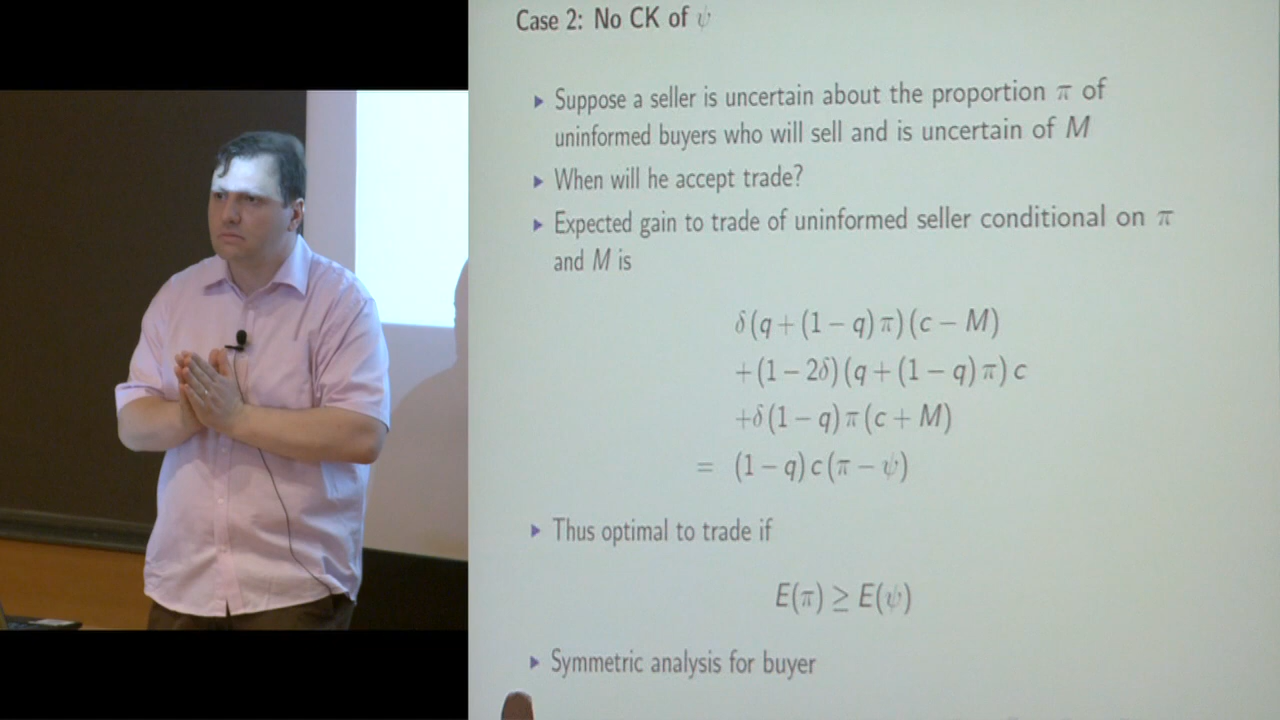 Case 2: No CK of ψ
▸ Suppose a seller is uncertain about the proportion π of
uninformed buyers who will sell and is uncertain of M
▸ When will he accept trade?
▸ Expected gain to trade of uninformed seller conditional on π
and M is
δ(q + (1 − q) π) (c − M)
+ (1 − 2δ) (q + (1 − q) π) c
+δ (1 − q) π (c + M)
= (1 − q) c (π − ψ)
▸ Thus optimal to trade if
E(π) ≥ E(ψ)
▸ Symmetric analysis for buyer